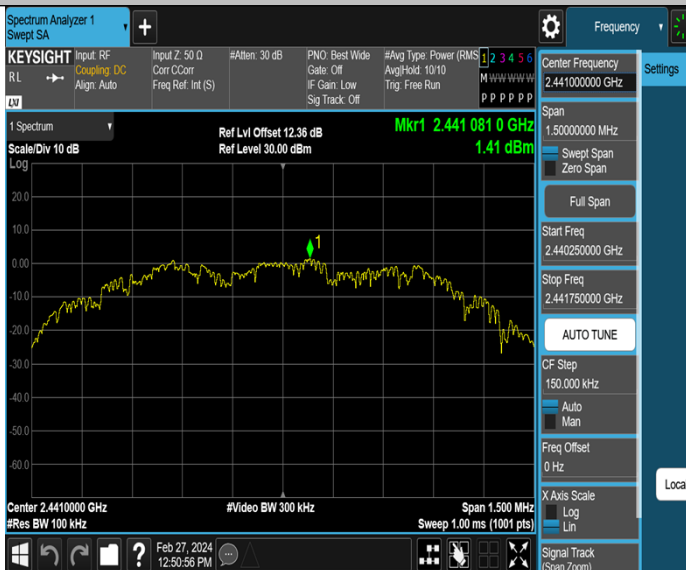 Spectrum Analyzer 1
Swept SA
+
Frequency
KEYSIGHT
RL
LXI
Input: RF
Coupling: DC
Align: Auto
Input Z: 50 Ω
Corr CCorr
Freq Ref: Int (S)
#Atten: 30 dB
PNO: Best Wide
Gate: Off
IF Gain: Low
Sig Track: Off
#Avg Type: Power (RMS
Avg|Hold: 10/10
Trig: Free Run
1 2 3 4 5 6
M W W W W W
P P P P P P
1 Spectrum
Scale/Div 10 dB
Log
Ref Lvl Offset 12.36 dB
Ref Level 30.00 dBm
Mkr1 2.441 081 0 GHz
1.41 dBm
20.0
10.0
0.00
-10.0
-20.0
-30.0
-40.0
-50.0
-60.0
1
Center 2.4410000 GHz
#Res BW 100 kHz
#Video BW 300 kHz
Span 1.500 MHz
Sweep 1.00 ms (1001 pts)
Feb 27, 2024
12:50:56 PM
Center Frequency
2.441000000 GHz
Settings
Span
1.50000000 MHz
Swept Span
Zero Span
Full Span
Start Freq
2.440250000 GHz
Stop Freq
2.441750000 GHz
AUTO TUNE
CF Step
150.000 kHz
Auto
Man
Freq Offset
0 Hz
X Axis Scale
Log
Lin
Local
Signal Track
(Span Zoom)